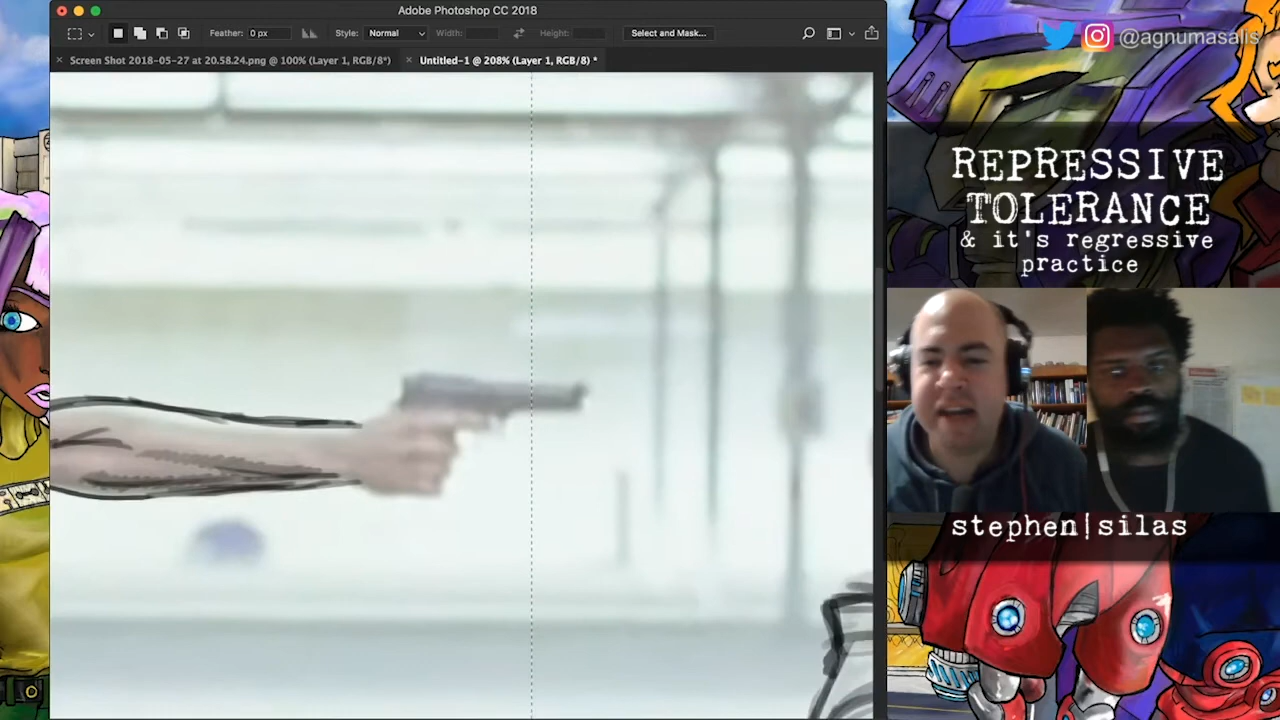 Adobe Photoshop CC 2018
Feather: 0 px Style: Normal Width: Height: Select and Mask...
Screen Shot 2018-05-27 at 20.58.24.png @ 100% (Layer 1, RGB/8*) Untitled-1 @ 208% (Layer 1, RGB/8) *
@agnumasalis
REPRESSIVE
TOLERANCE
& it's regressive
practice
stephen|silas